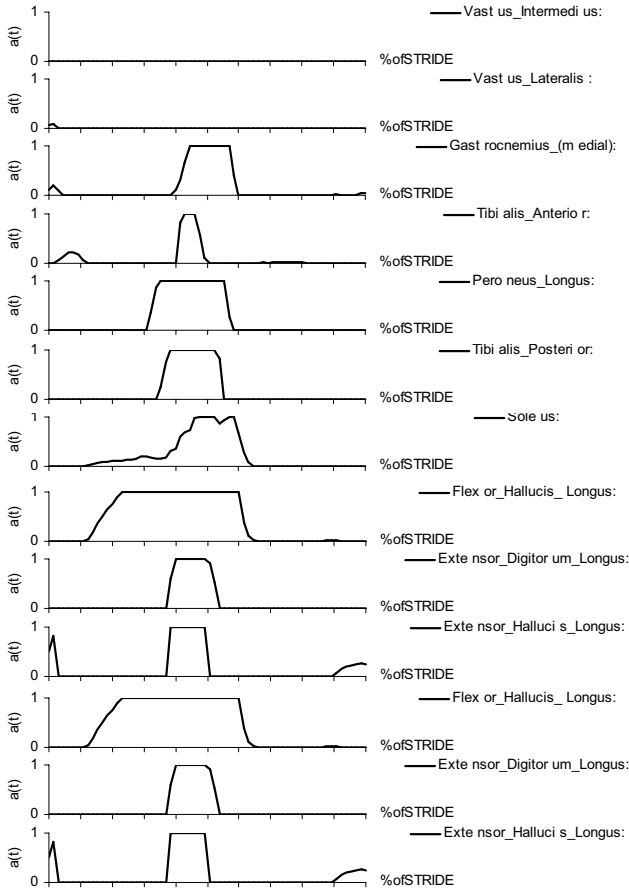 1 Vast us_Intermedi us:
a(t)
0 %ofSTRIDE
1 Vast us_Lateralis :
a(t)
0 %ofSTRIDE
1 Gast rocnemius_(m edial):
a(t)
0 %ofSTRIDE
1 Tibi alis_Anterio r:
a(t)
0 %ofSTRIDE
1 Pero neus_Longus:
a(t)
0 %ofSTRIDE
1 Tibi alis_Posteri or:
a(t)
0 %ofSTRIDE
1 Sole us:
a(t)
0 %ofSTRIDE
1 Flex or_Hallucis_ Longus:
a(t)
0 %ofSTRIDE
1 Exte nsor_Digitor um_Longus:
a(t)
0 %ofSTRIDE
1 Exte nsor_Halluci s_Longus:
a(t)
0 %ofSTRIDE
1 Flex or_Hallucis_ Longus:
a(t)
0 %ofSTRIDE
1 Exte nsor_Digitor um_Longus:
a(t)
0 %ofSTRIDE
1 Exte nsor_Halluci s_Longus:
a(t)
0 %ofSTRIDE